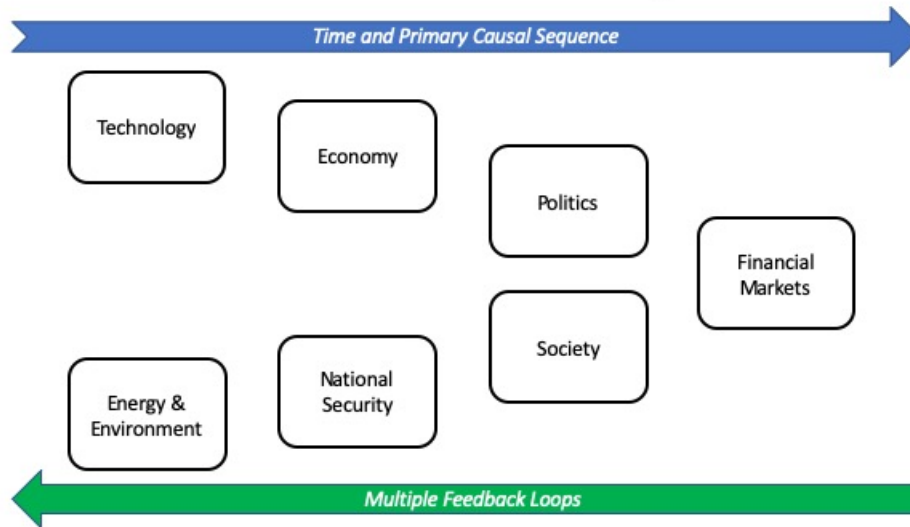 Time and Primary Causal Sequence
Technology
Economy
Politics
Financial
Markets
Society
National
Security
Energy &
Environment
Multiple Feedback Loops